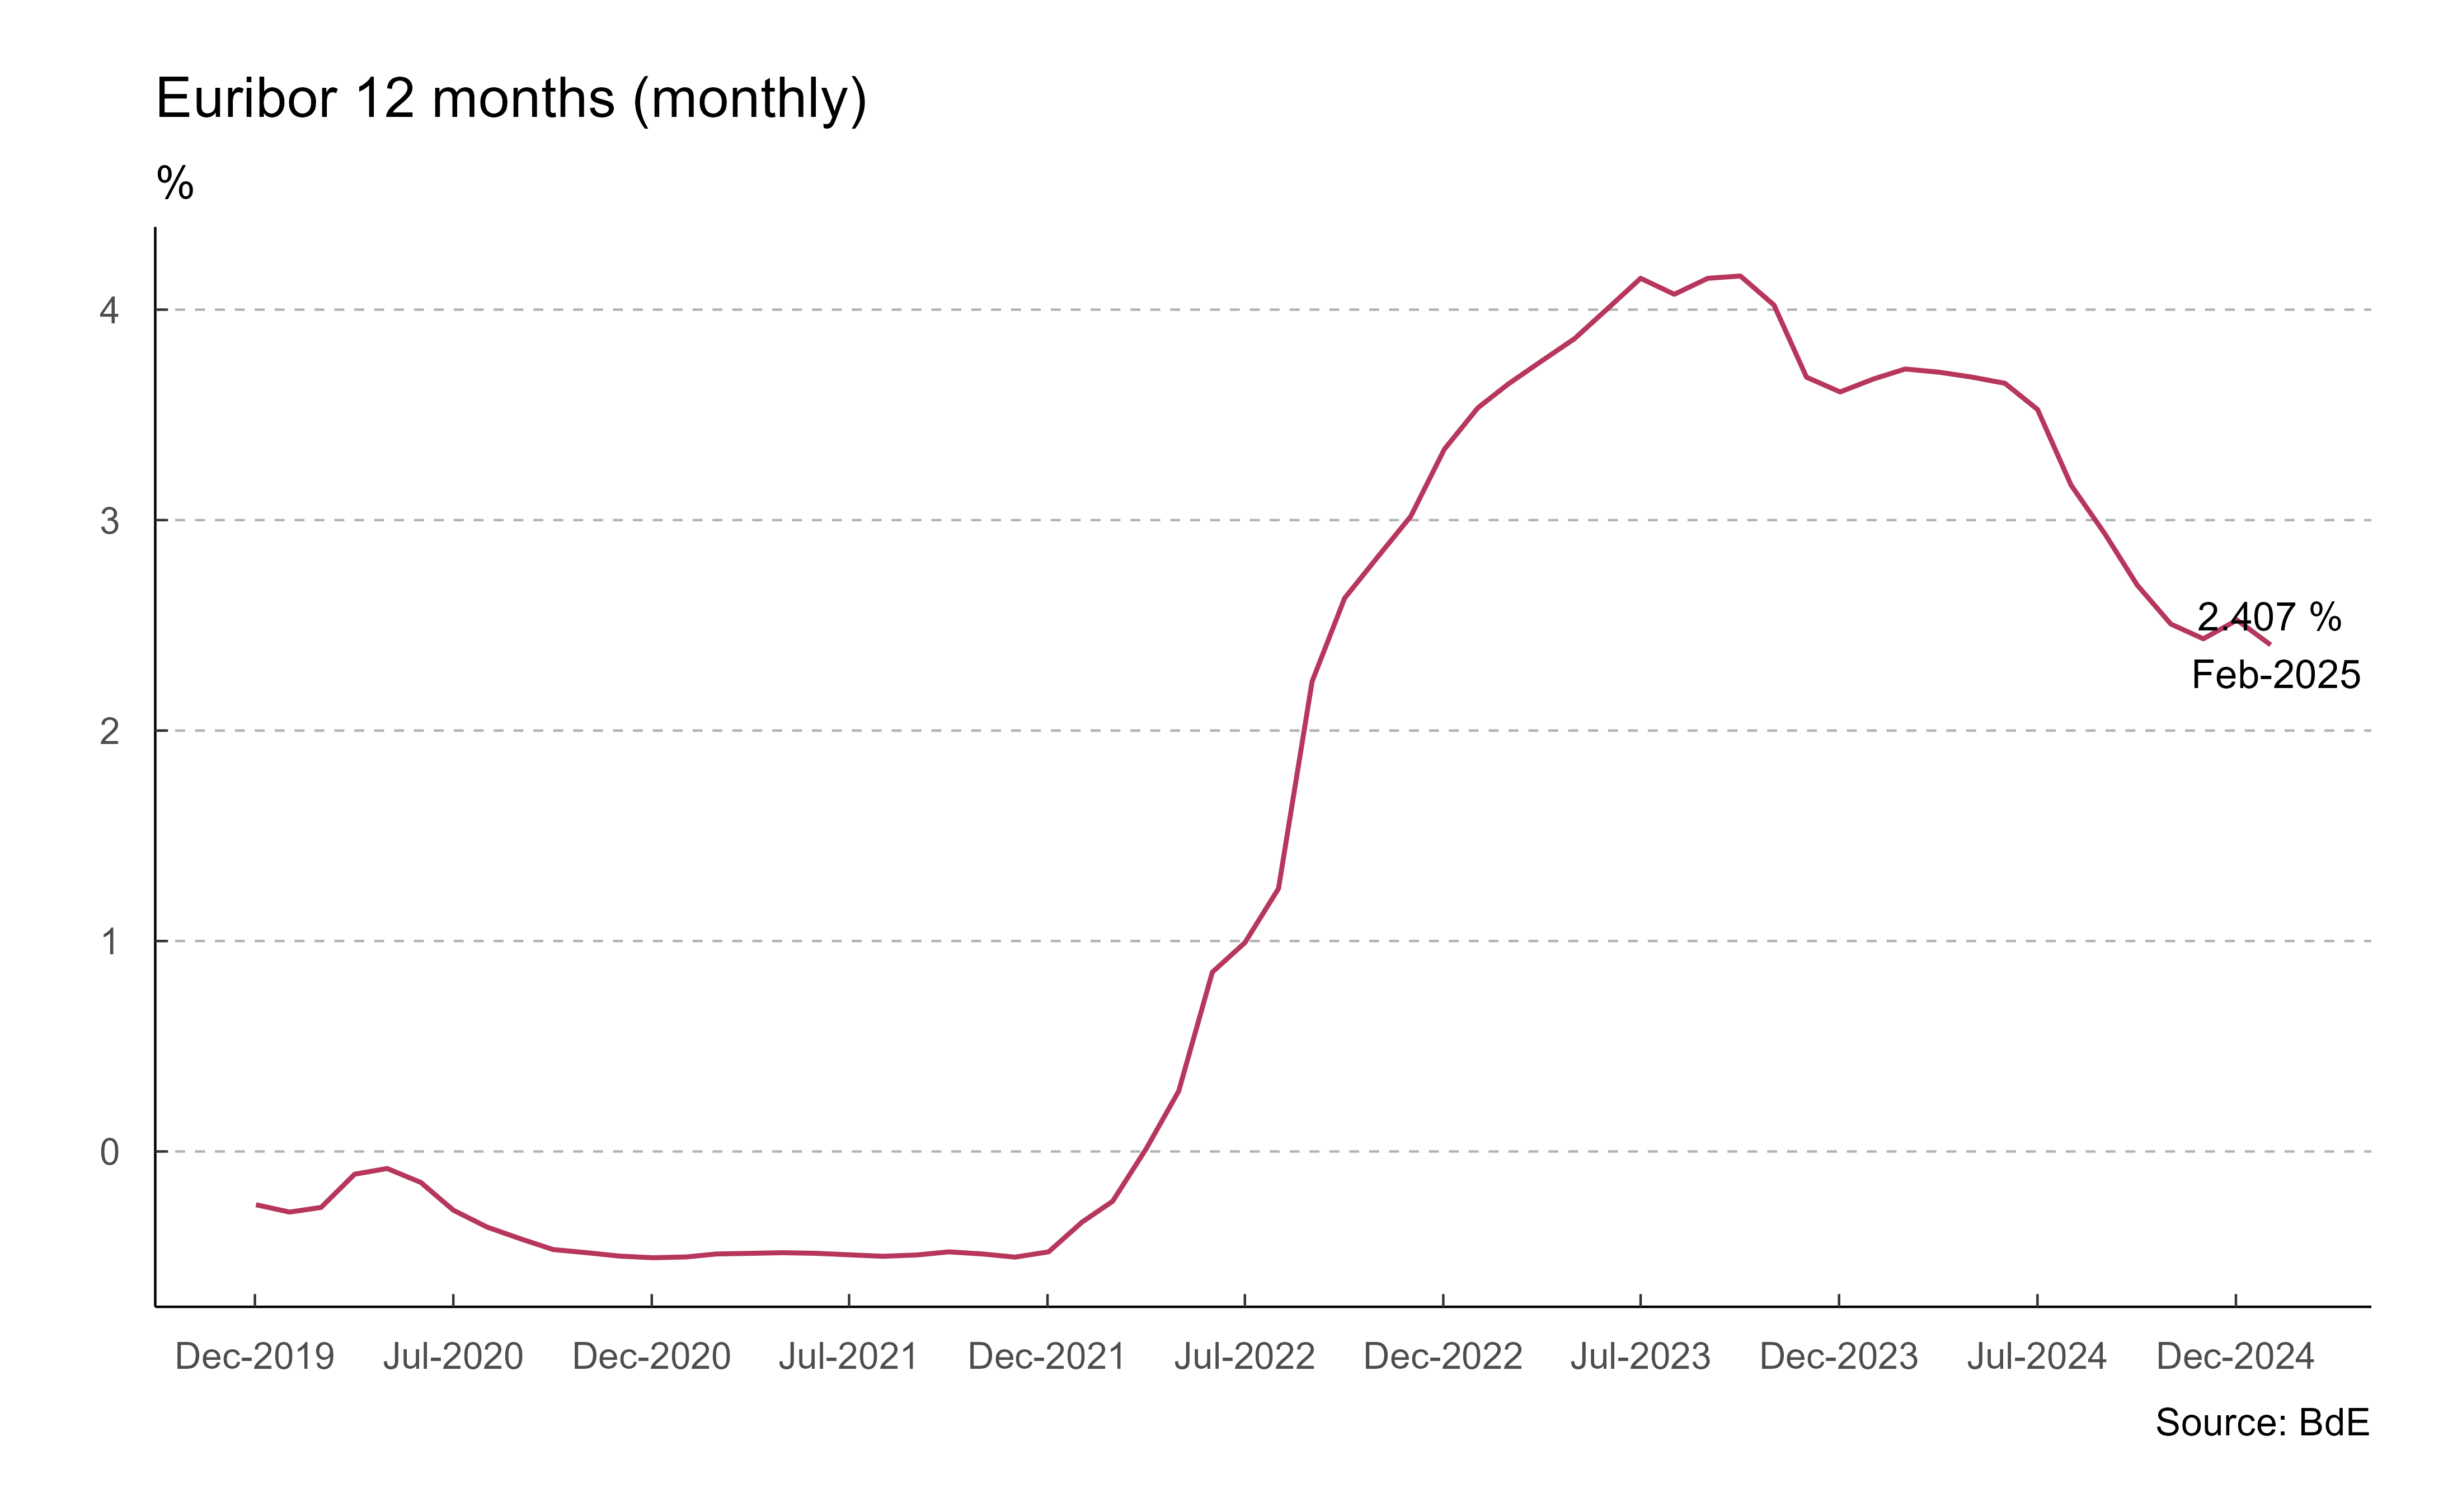 Euribor 12 months (monthly)
%
4
3
2.407 %
Feb-2025
2
1
0
Dec-2019 Jul-2020 Dec-2020 Jul-2021 Dec-2021 Jul-2022 Dec-2022 Jul-2023 Dec-2023 Jul-2024 Dec-2024
Source: BdE